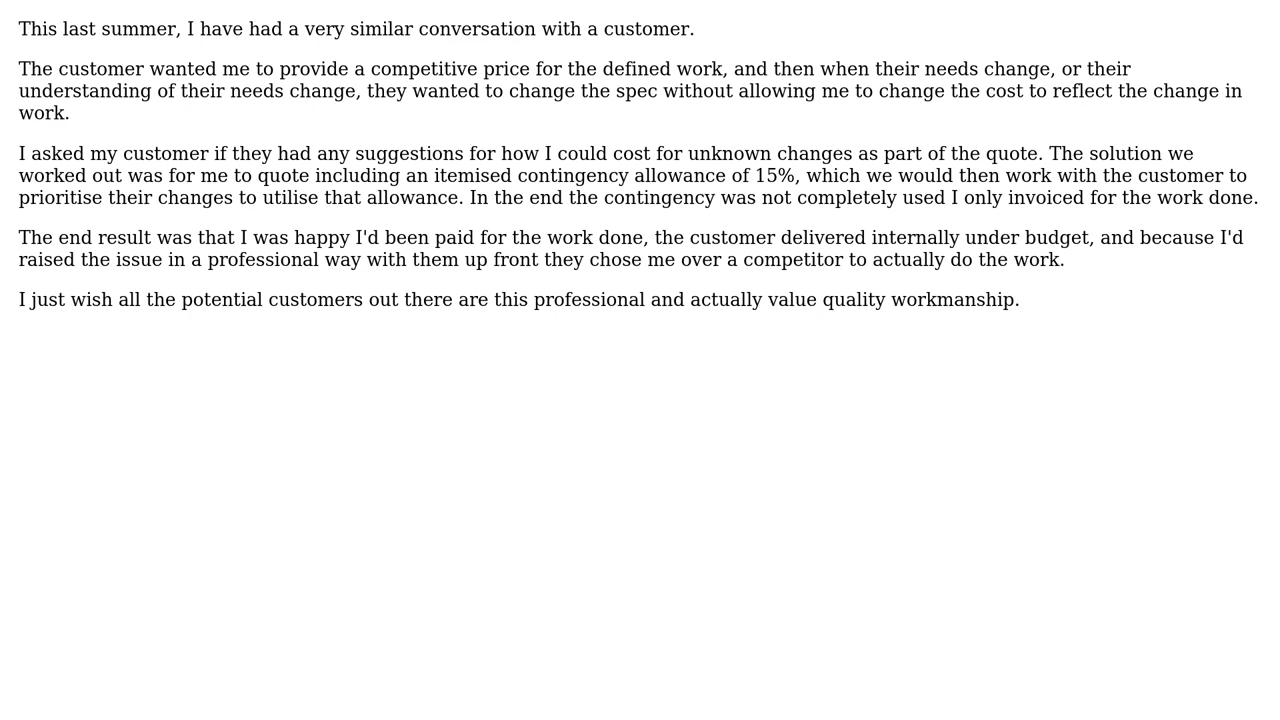 This last summer, I have had a very similar conversation with a customer.
The customer wanted me to provide a competitive price for the defined work, and then when their needs change, or their
understanding of their needs change, they wanted to change the spec without allowing me to change the cost to reflect the change in
work.
I asked my customer if they had any suggestions for how I could cost for unknown changes as part of the quote. The solution we
worked out was for me to quote including an itemised contingency allowance of 15%, which we would then work with the customer to
prioritise their changes to utilise that allowance. In the end the contingency was not completely used I only invoiced for the work done.
The end result was that I was happy I'd been paid for the work done, the customer delivered internally under budget, and because I'd
raised the issue in a professional way with them up front they chose me over a competitor to actually do the work.
I just wish all the potential customers out there are this professional and actually value quality workmanship.